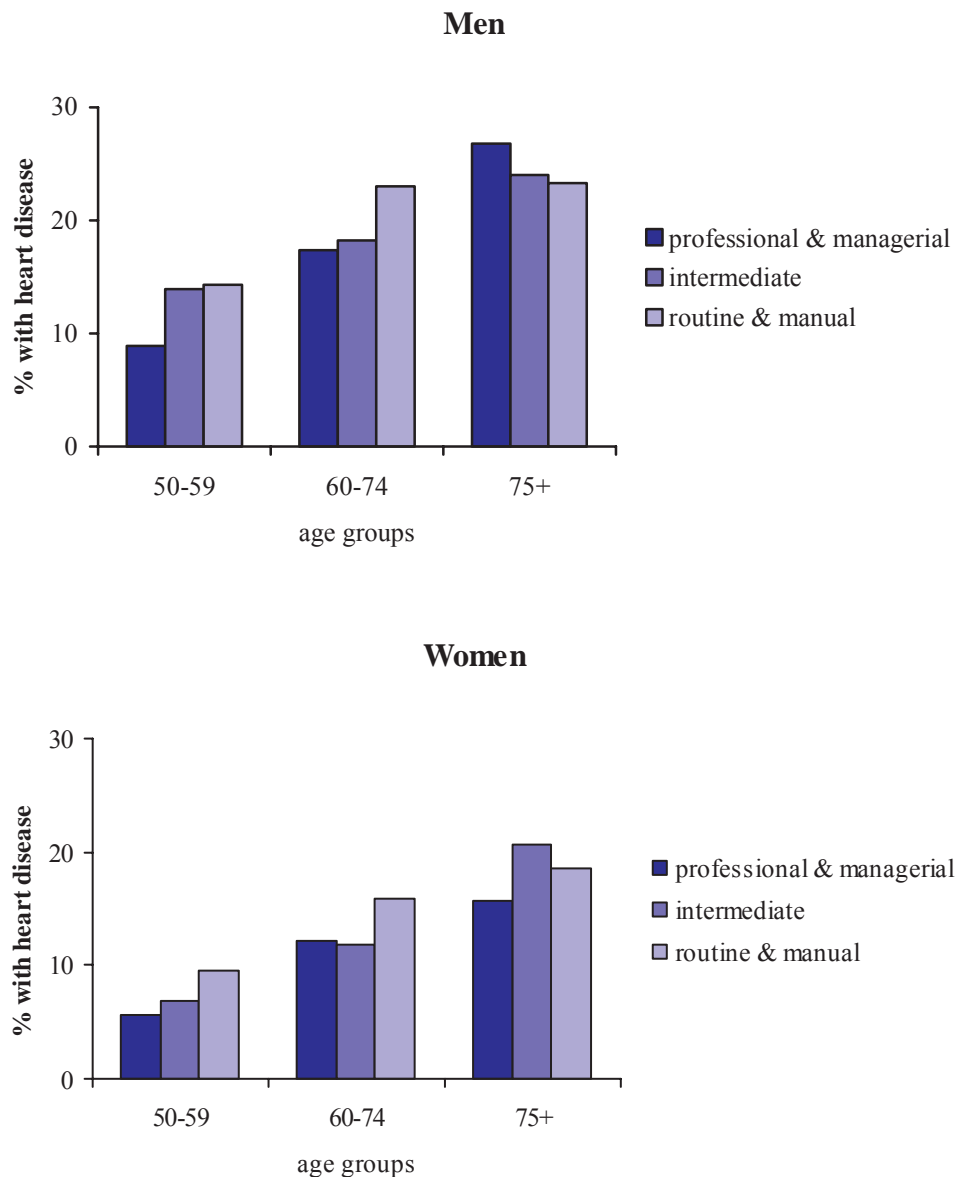 Men
30
20
10
0
% with heart disease
50-59
60-74
75+
age groups
professional & managerial
intermediate
routine & manual
Women
30
20
10
0
% with heart disease
50-59
60-74
75+
age groups
professional & managerial
intermediate
routine & manual